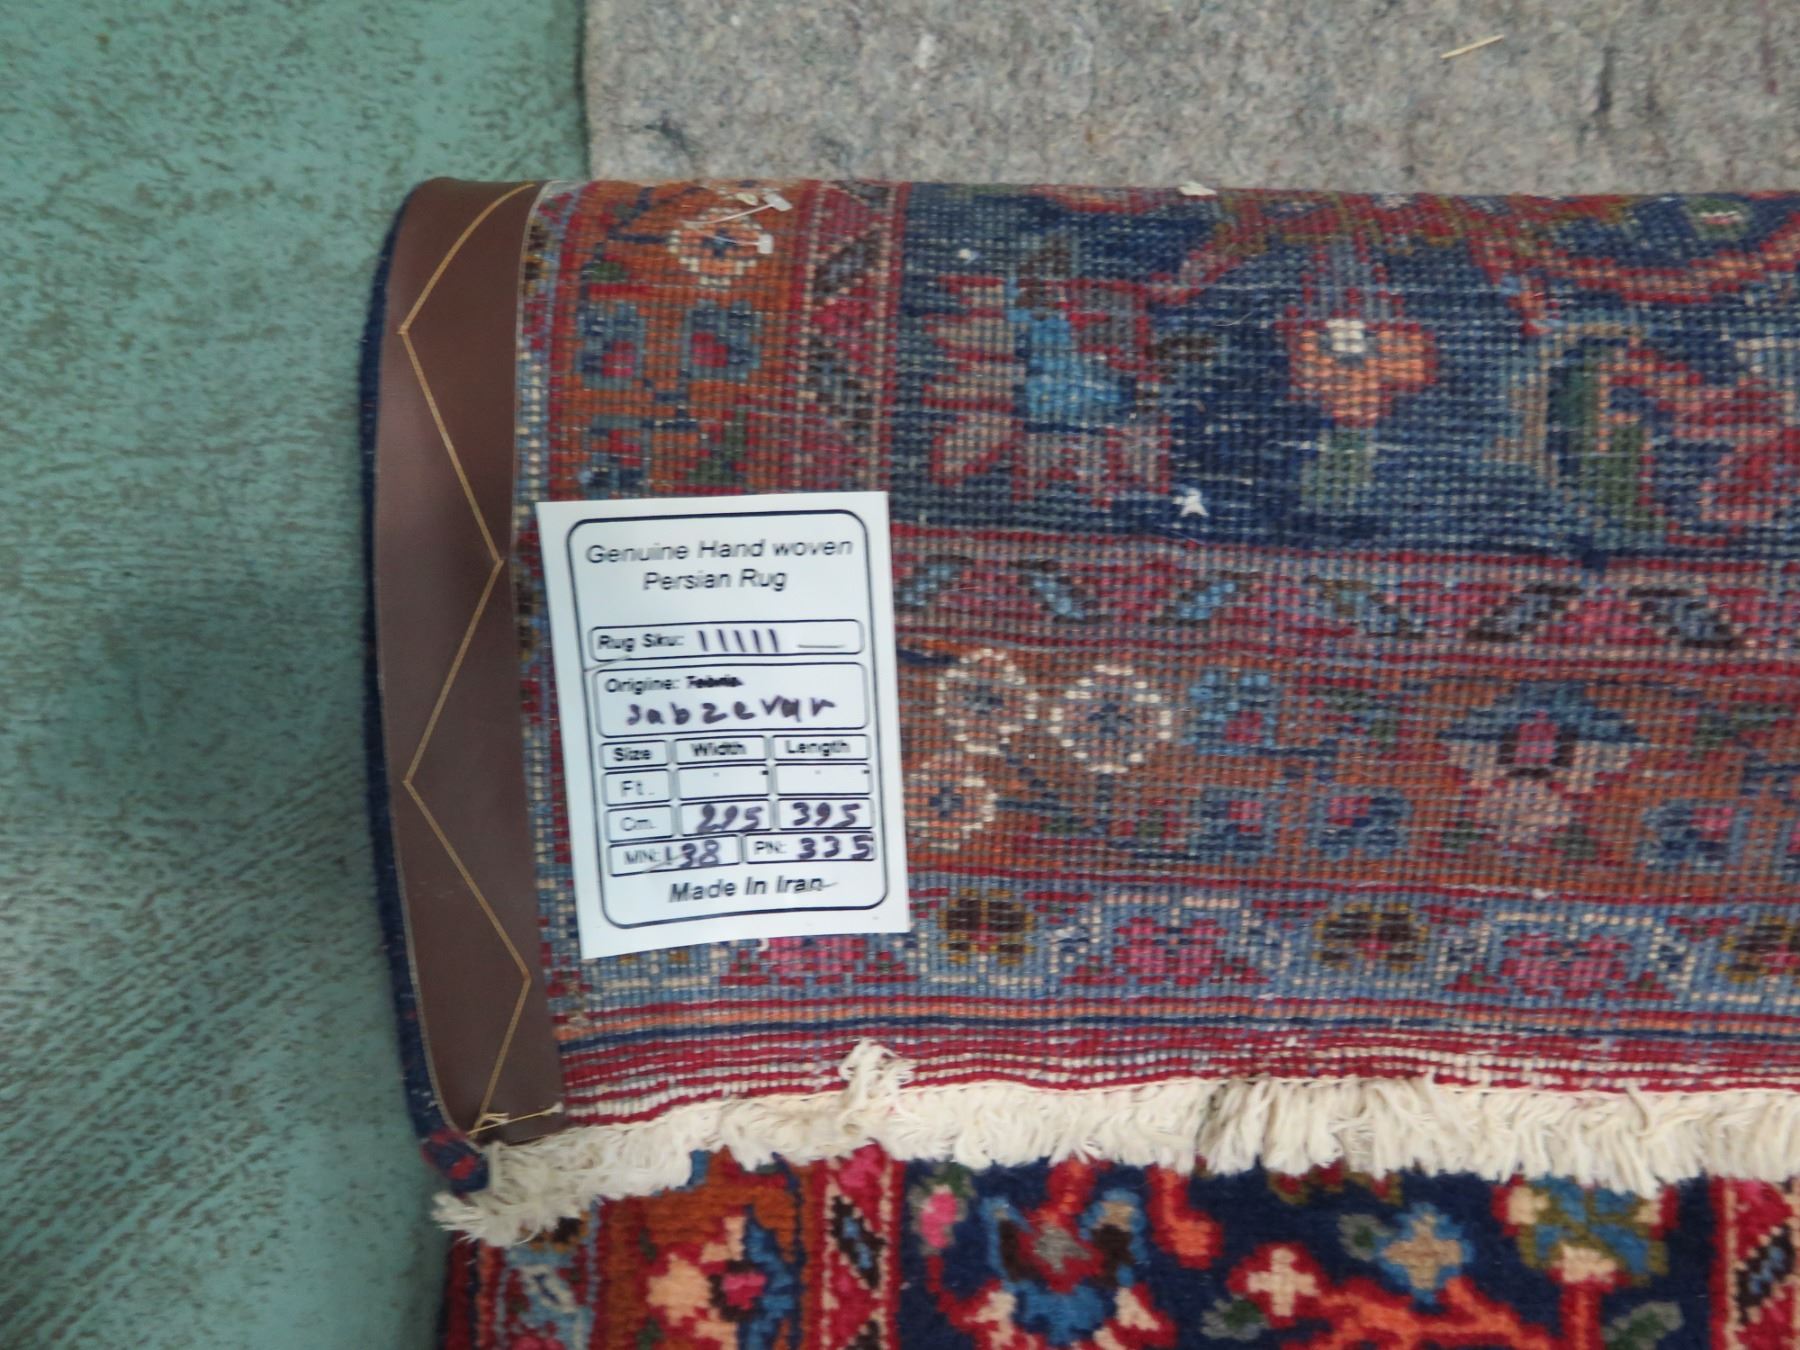 Genuine Hand woven
Persian Rug
Rug Sku: 11111
Origine: Tabriz
sabzevar
Size Width Length
Ft.
Cm. 295 395
MN: 138 PN: 335
Made In Iran